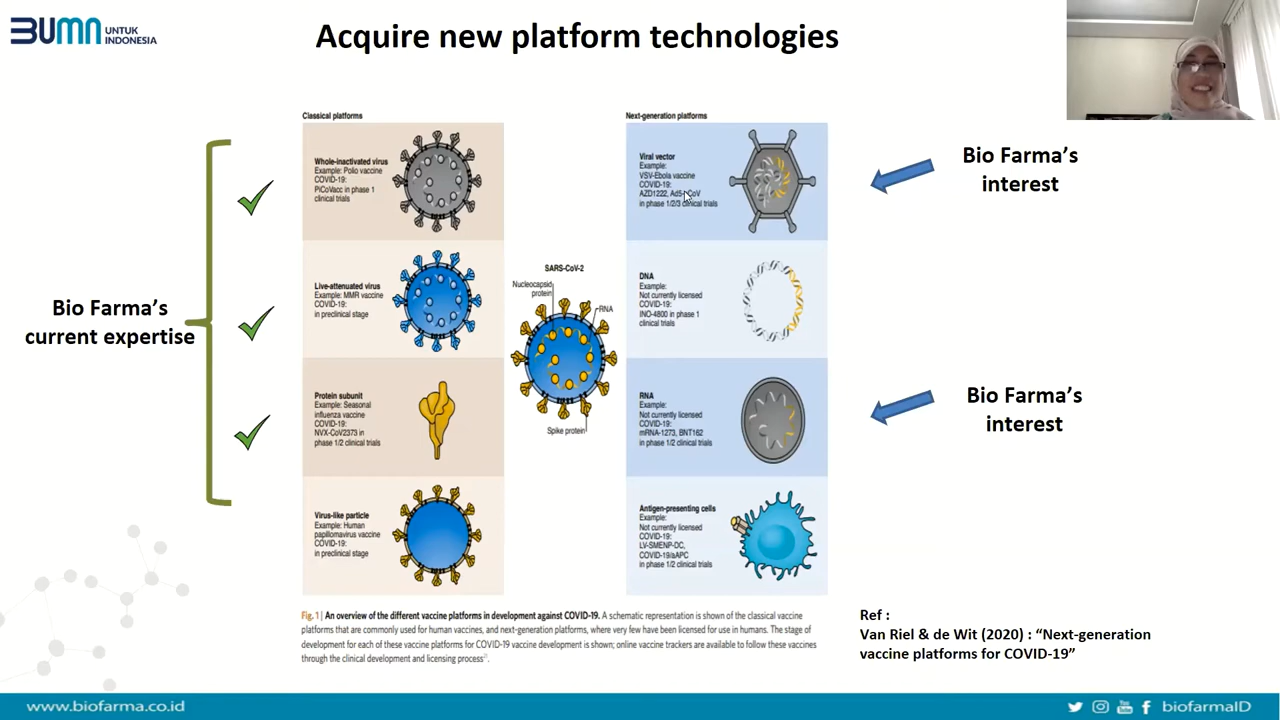 BUMN
UNTUK
INDONESIA
Acquire new platform technologies
Classical platforms
Whole-inactivated virus
Example: Polio vaccine
COVID-19:
PiCoVacc in phase 1
clinical trials
Live-attenuated virus
Example: MMR vaccine
COVID-19:
in preclinical stage
Protein subunit
Example: Seasonal
influenza vaccine
COVID-19:
NVX-CoV2373 in
phase 1/2 clinical trials
Virus-like particle
Example: Human
papillomavirus vaccine
COVID-19:
in preclinical stage
Bio Farma's
current expertise
SARS-CoV-2
Nucleocapsid
protein
RNA
Spike protein
Next-generation platforms
Viral vector
Example:
VSV-Ebola vaccine
COVID-19:
AZD1222, Ad5-nCoV
in phase 1/2/3 clinical trials
DNA
Example:
Not currently licensed
COVID-19:
INO-4800 in phase 1
clinical trials
RNA
Example:
Not currently licensed
COVID-19:
mRNA-1273, BNT162
in phase 1/2 clinical trials
Antigen-presenting cells
Example:
Not currently licensed
COVID-19:
LV-SMENP-DC,
COVID-19/aAPC
in phase 1/2 clinical trials
Bio Farma's
interest
Bio Farma's
interest
Fig. 1 | An overview of the different vaccine platforms in development against COVID-19. A schematic representation is shown of the classical vaccine
platforms that are commonly used for human vaccines, and next-generation platforms, where very few have been licensed for use in humans. The stage of
development for each of these vaccine platforms for COVID-19 vaccine development is shown; online vaccine trackers are available to follow these vaccines
through the clinical development and licensing process
Ref :
Van Riel & de Wit (2020) : “Next-generation
vaccine platforms for COVID-19”
www.biofarma.co.id
You
Tube
biofarmaID